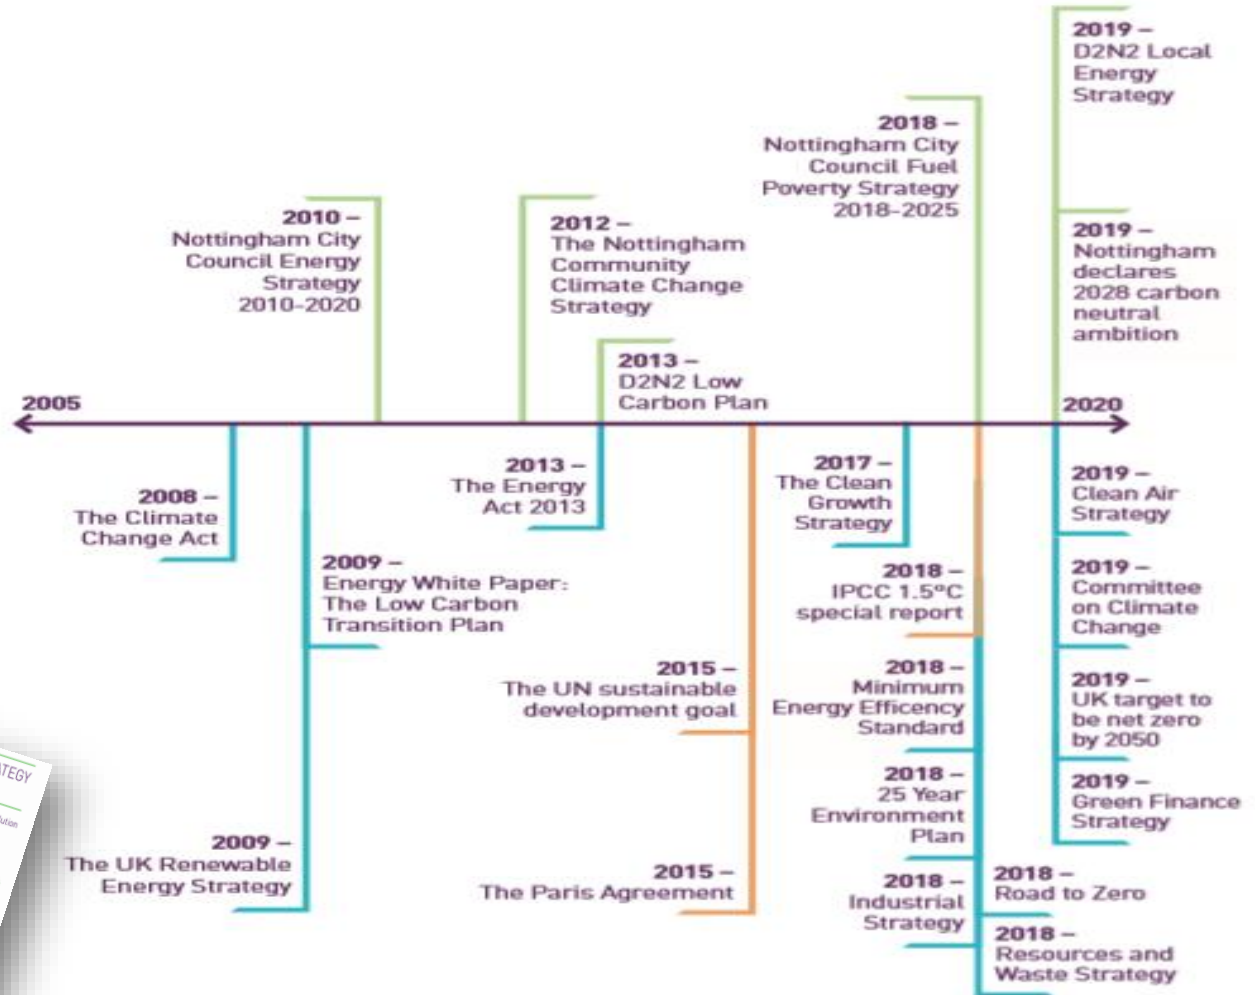 2019 –
D2N2 Local
Energy
Strategy
2018 –
Nottingham City
Council Fuel
Poverty Strategy
2018-2025
2010 –
Nottingham City
Council Energy
Strategy
2010-2020
2012 –
The Nottingham
Community
Climate Change
Strategy
2019 –
Nottingham
declares
2028 carbon
neutral
ambition
2013 –
D2N2 Low
Carbon Plan
2005
2020
2008 –
The Climate
Change Act
2009 –
Energy White Paper:
The Low Carbon
Transition Plan
2009 –
The UK Renewable
Energy Strategy
2013 –
The Energy
Act 2013
2015 –
The UN sustainable
development goal
2015 –
The Paris Agreement
2017 –
The Clean
Growth
Strategy
2018 –
IPCC 1.5°C
special report
2018 –
Minimum
Energy Efficency
Standard
2018 –
25 Year
Environment
Plan
2018 –
Industrial
Strategy
2018 –
Road to Zero
2018 –
Resources and
Waste Strategy
2019 –
Clean Air
Strategy
2019 –
Committee
on Climate
Change
2019 –
UK target to
be net zero
by 2050
2019 –
Green Finance
Strategy